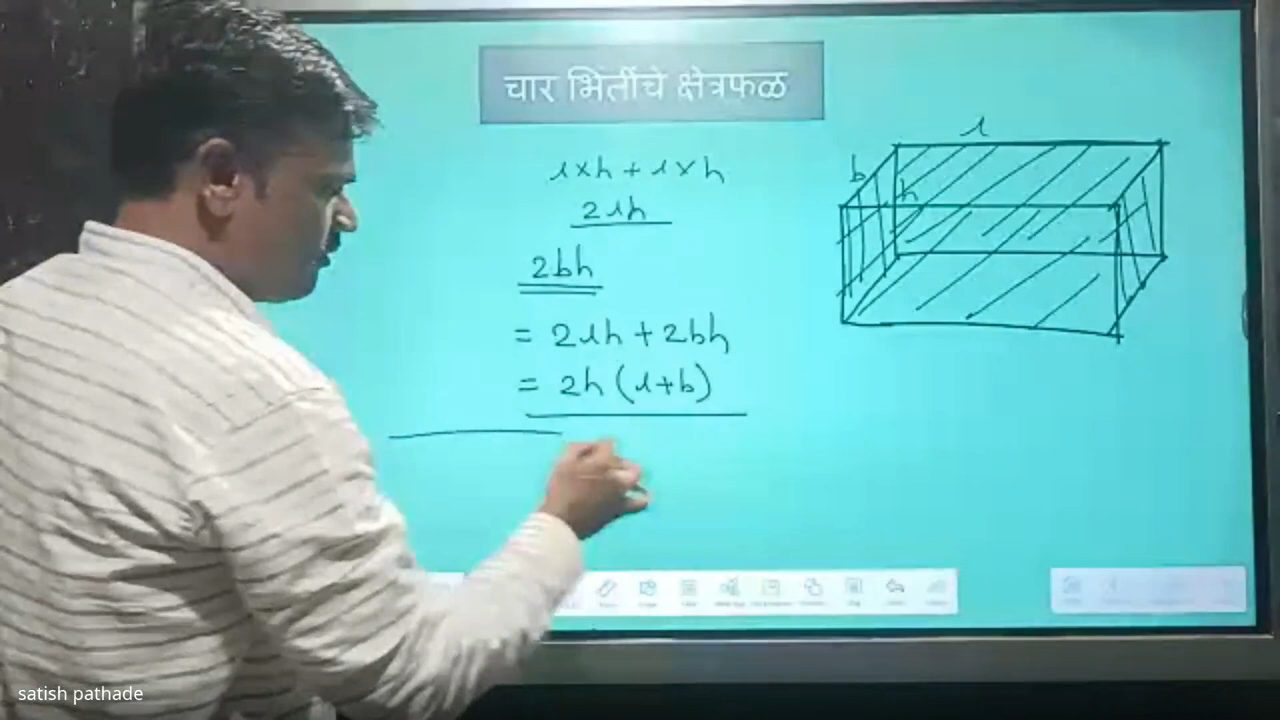 चार भिंतींचे क्षेत्रफळ
l×h + l×h
2lh
2bh
= 2lh + 2bh
= 2h (l+b)
l
b
h
satish pathade